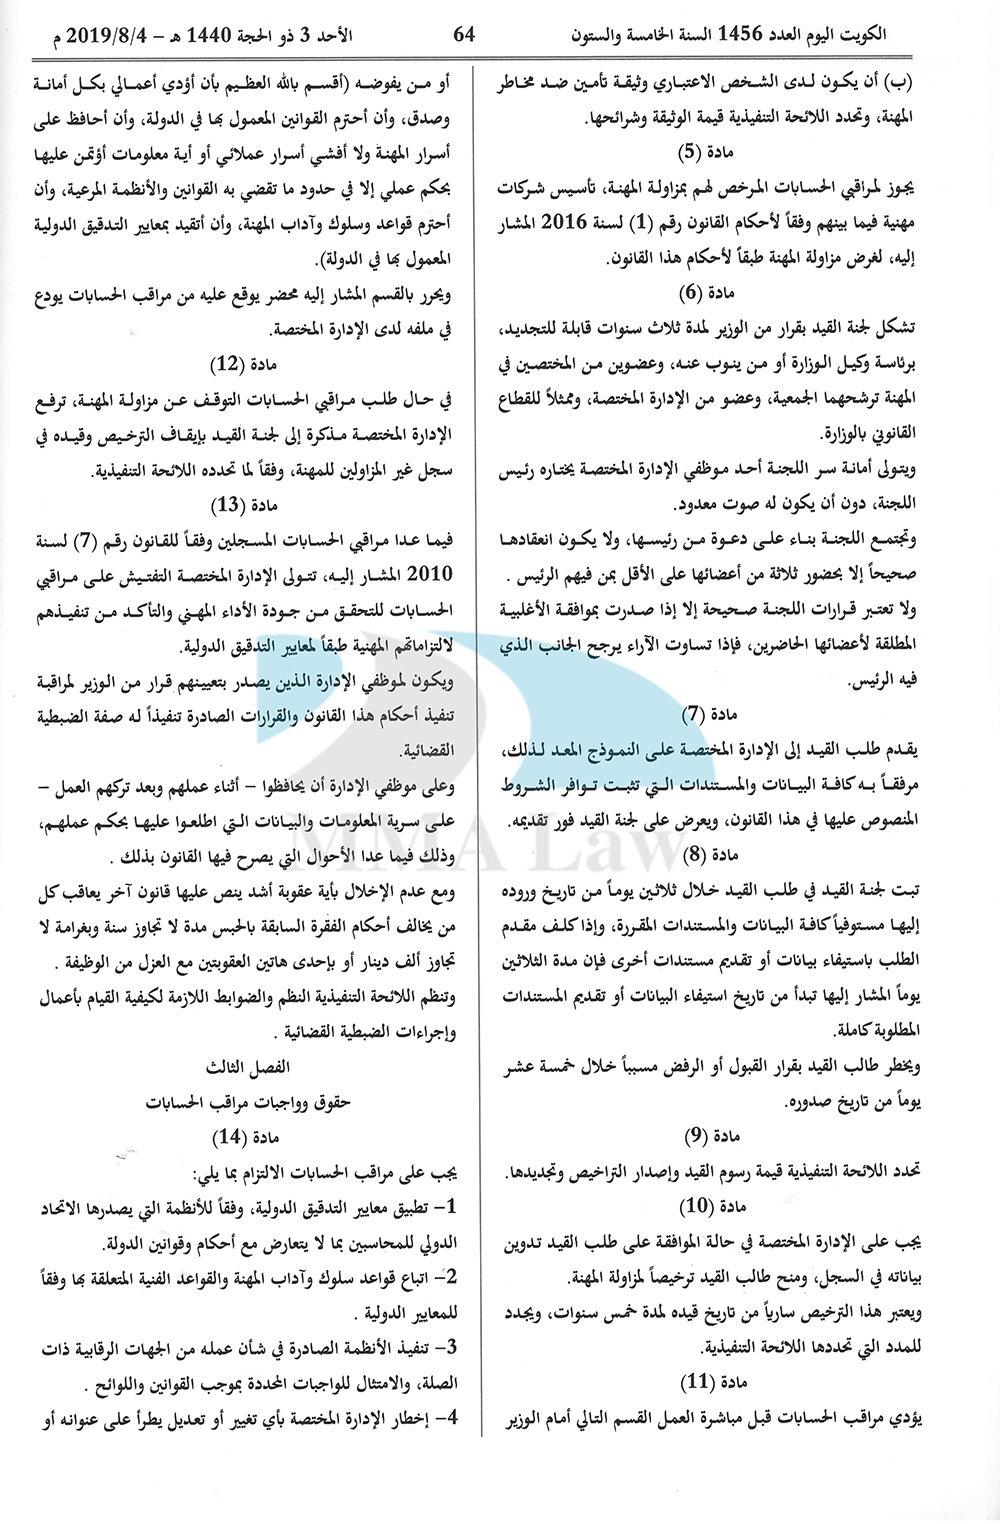 الكويت اليوم العدد 1456 السنة الخامسة والستون
64
الأحد 3 ذو الحجة 1440 هـ – 2019/8/4 م
(ب) أن يكون لدى الشخص الاعتباري وثيقة تأمين ضد مخاطر
المهنة، وتحدد اللائحة التنفيذية قيمة الوثيقة وشرائحها.
مادة (5)
يجوز لمراقبي الحسابات المرخص لهم بمزاولة المهنة، تأسيس شركات
مهنية فيما بينهم وفقاً لأحكام القانون رقم (1) لسنة 2016 المشار
إليه، لغرض مزاولة المهنة طبقاً لأحكام هذا القانون.
مادة (6)
تشكل لجنة القيد بقرار من الوزير لمدة ثلاث سنوات قابلة للتجديد،
برئاسة وكيل الوزارة أو من ينوب عنه، وعضوين من المختصين في
المهنة ترشحهما الجمعية، وعضو من الإدارة المختصة، وممثلاً للقطاع
القانوني بالوزارة.
ويتولى أمانة سر اللجنة أحد موظفي الإدارة المختصة يختاره رئيس
اللجنة، دون أن يكون له صوت معدود.
وتجتمع اللجنة بناء على دعوة من رئيسها، ولا يكون انعقادها
صحيحاً إلا بحضور ثلاثة من أعضائها على الأقل بمن فيهم الرئيس .
ولا تعتبر قرارات اللجنة صحيحة إلا إذا صدرت بموافقة الأغلبية
المطلقة لأعضائها الحاضرين، فإذا تساوت الآراء يرجح الجانب الذي
فيه الرئيس.
مادة (7)
يقدم طلب القيد إلى الإدارة المختصة على النموذج المعد لذلك،
مرفقاً به كافة البيانات والمستندات التي تثبت توافر الشروط
المنصوص عليها في هذا القانون، ويعرض على لجنة القيد فور تقديمه.
مادة (8)
تبت لجنة القيد في طلب القيد خلال ثلاثين يوماً من تاريخ وروده
إليها مستوفياً كافة البيانات والمستندات المقررة، وإذا كلف مقدم
الطلب باستيفاء بيانات أو تقديم مستندات أخرى فإن مدة الثلاثين
يوماً المشار إليها تبدأ من تاريخ استيفاء البيانات أو تقديم المستندات
المطلوبة كاملة.
ويخطر طالب القيد بقرار القبول أو الرفض مسبباً خلال خمسة عشر
يوماً من تاريخ صدوره.
مادة (9)
تحدد اللائحة التنفيذية قيمة رسوم القيد وإصدار التراخيص وتجديدها.
مادة (10)
يجب على الإدارة المختصة في حالة الموافقة على طلب القيد تدوين
بياناته في السجل، ومنح طالب القيد ترخيصاً لمزاولة المهنة.
ويعتبر هذا الترخيص سارياً من تاريخ قيده لمدة خمس سنوات، ويجدد
للمدد التي تحددها اللائحة التنفيذية.
مادة (11)
يؤدي مراقب الحسابات قبل مباشرة العمل القسم التالي أمام الوزير
أو من يفوضه (أقسم بالله العظيم بأن أؤدي أعمالي بكل أمانة
وصدق، وأن أحترم القوانين المعمول بها في الدولة، وأن أحافظ على
أسرار المهنة ولا أفشي أسرار عملائي أو أية معلومات أؤتمن عليها
بحكم عملي إلا في حدود ما تقضي به القوانين والأنظمة المرعية، وأن
أحترم قواعد وسلوك وآداب المهنة، وأن أتقيد بمعايير التدقيق الدولية
المعمول بها في الدولة).
ويحرر بالقسم المشار إليه محضر يوقع عليه من مراقب الحسابات يودع
في ملفه لدى الإدارة المختصة.
مادة (12)
في حال طلب مراقبي الحسابات التوقف عن مزاولة المهنة، ترفع
الإدارة المختصة مذكرة إلى لجنة القيد بإيقاف الترخيص وقيده في
سجل غير المزاولين للمهنة، وفقاً لما تحدده اللائحة التنفيذية.
مادة (13)
فيما عدا مراقبي الحسابات المسجلين وفقاً للقانون رقم (7) لسنة
2010 المشار إليه، تتولى الإدارة المختصة التفتيش على مراقبي
الحسابات للتحقق من جودة الأداء المهني والتأكد من تنفيذهم
لالتزاماتهم المهنية طبقاً لمعايير التدقيق الدولية.
ويكون لموظفي الإدارة الذين يصدر بتعيينهم قرار من الوزير لمراقبة
تنفيذ أحكام هذا القانون والقرارات الصادرة تنفيذاً له صفة الضبطية
القضائية.
وعلى موظفي الإدارة أن يحافظوا – أثناء عملهم وبعد تركهم العمل –
على سرية المعلومات والبيانات التي اطلعوا عليها بحكم عملهم،
وذلك فيما عدا الأحوال التي يصرح فيها القانون بذلك .
ومع عدم الإخلال بأية عقوبة أشد ينص عليها قانون آخر يعاقب كل
من يخالف أحكام الفقرة السابقة بالحبس مدة لا تجاوز سنة وبغرامة لا
تجاوز ألف دينار أو بإحدى هاتين العقوبتين مع العزل من الوظيفة .
وتنظم اللائحة التنفيذية النظم والضوابط اللازمة لكيفية القيام بأعمال
وإجراءات الضبطية القضائية .
الفصل الثالث
حقوق وواجبات مراقب الحسابات
مادة (14)
يجب على مراقب الحسابات الالتزام بما يلي:
1– تطبيق معايير التدقيق الدولية، وفقاً للأنظمة التي يصدرها الاتحاد
الدولي للمحاسبين بما لا يتعارض مع أحكام وقوانين الدولة.
2– اتباع قواعد سلوك وآداب المهنة والقواعد الفنية المتعلقة بها وفقاً
للمعايير الدولية .
3– تنفيذ الأنظمة الصادرة في شأن عمله من الجهات الرقابية ذات
الصلة، والامتثال للواجبات المحددة بموجب القوانين واللوائح .
4– إخطار الإدارة المختصة بأي تغيير أو تعديل يطرأ على عنوانه أو
MMA Law